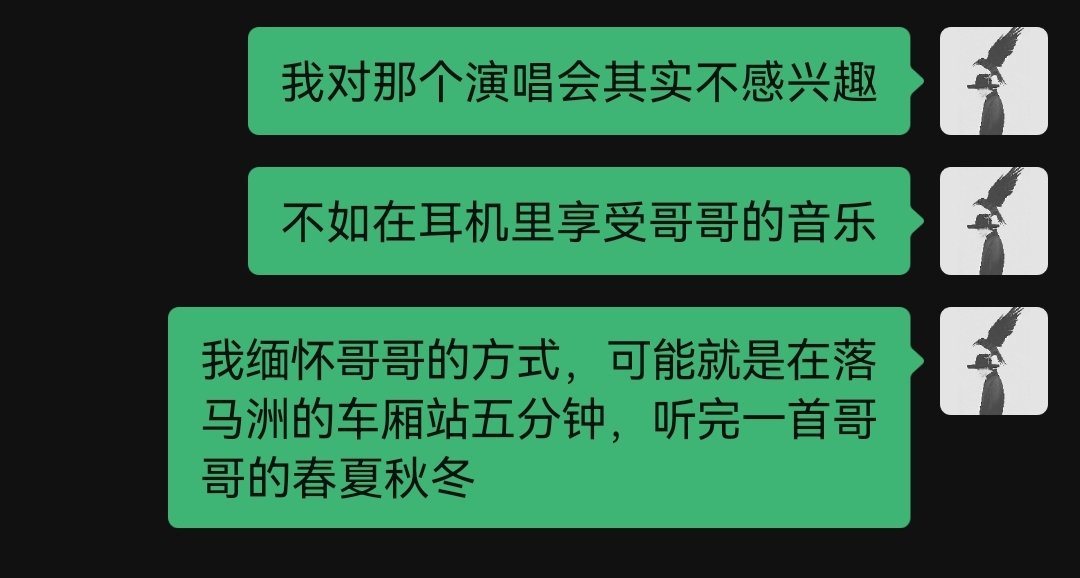 我对那个演唱会其实不感兴趣
不如在耳机里享受哥哥的音乐
我缅怀哥哥的方式，可能就是在落
马洲的车厢站五分钟，听完一首哥
哥的春夏秋冬